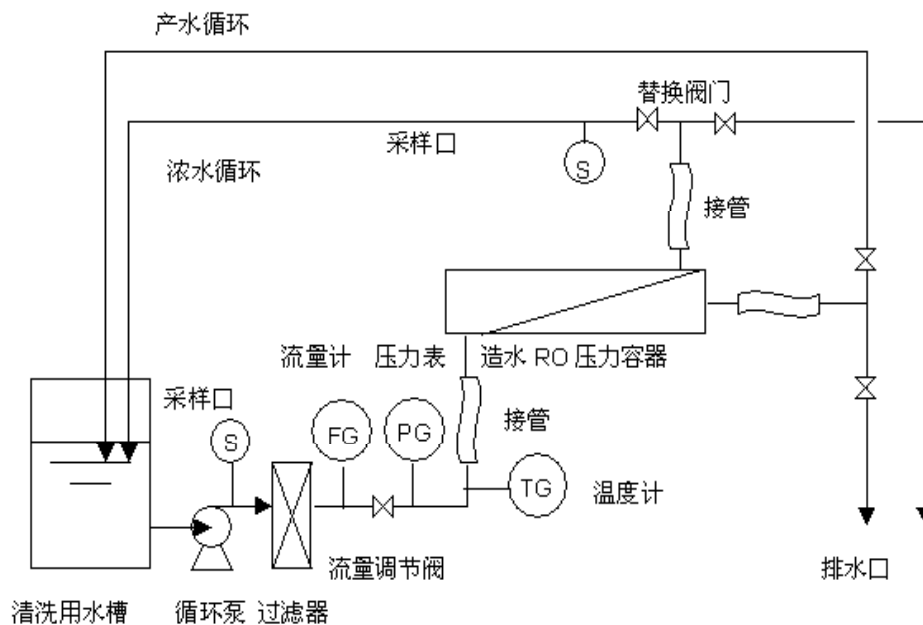 产水循环
替换阀门
采样口
S
浓水循环
接管
流量计 压力表 造水 RO 压力容器
采样口
接管
S
FG
PG
TG
温度计
流量调节阀
排水口
清洗用水槽 循环泵 过滤器